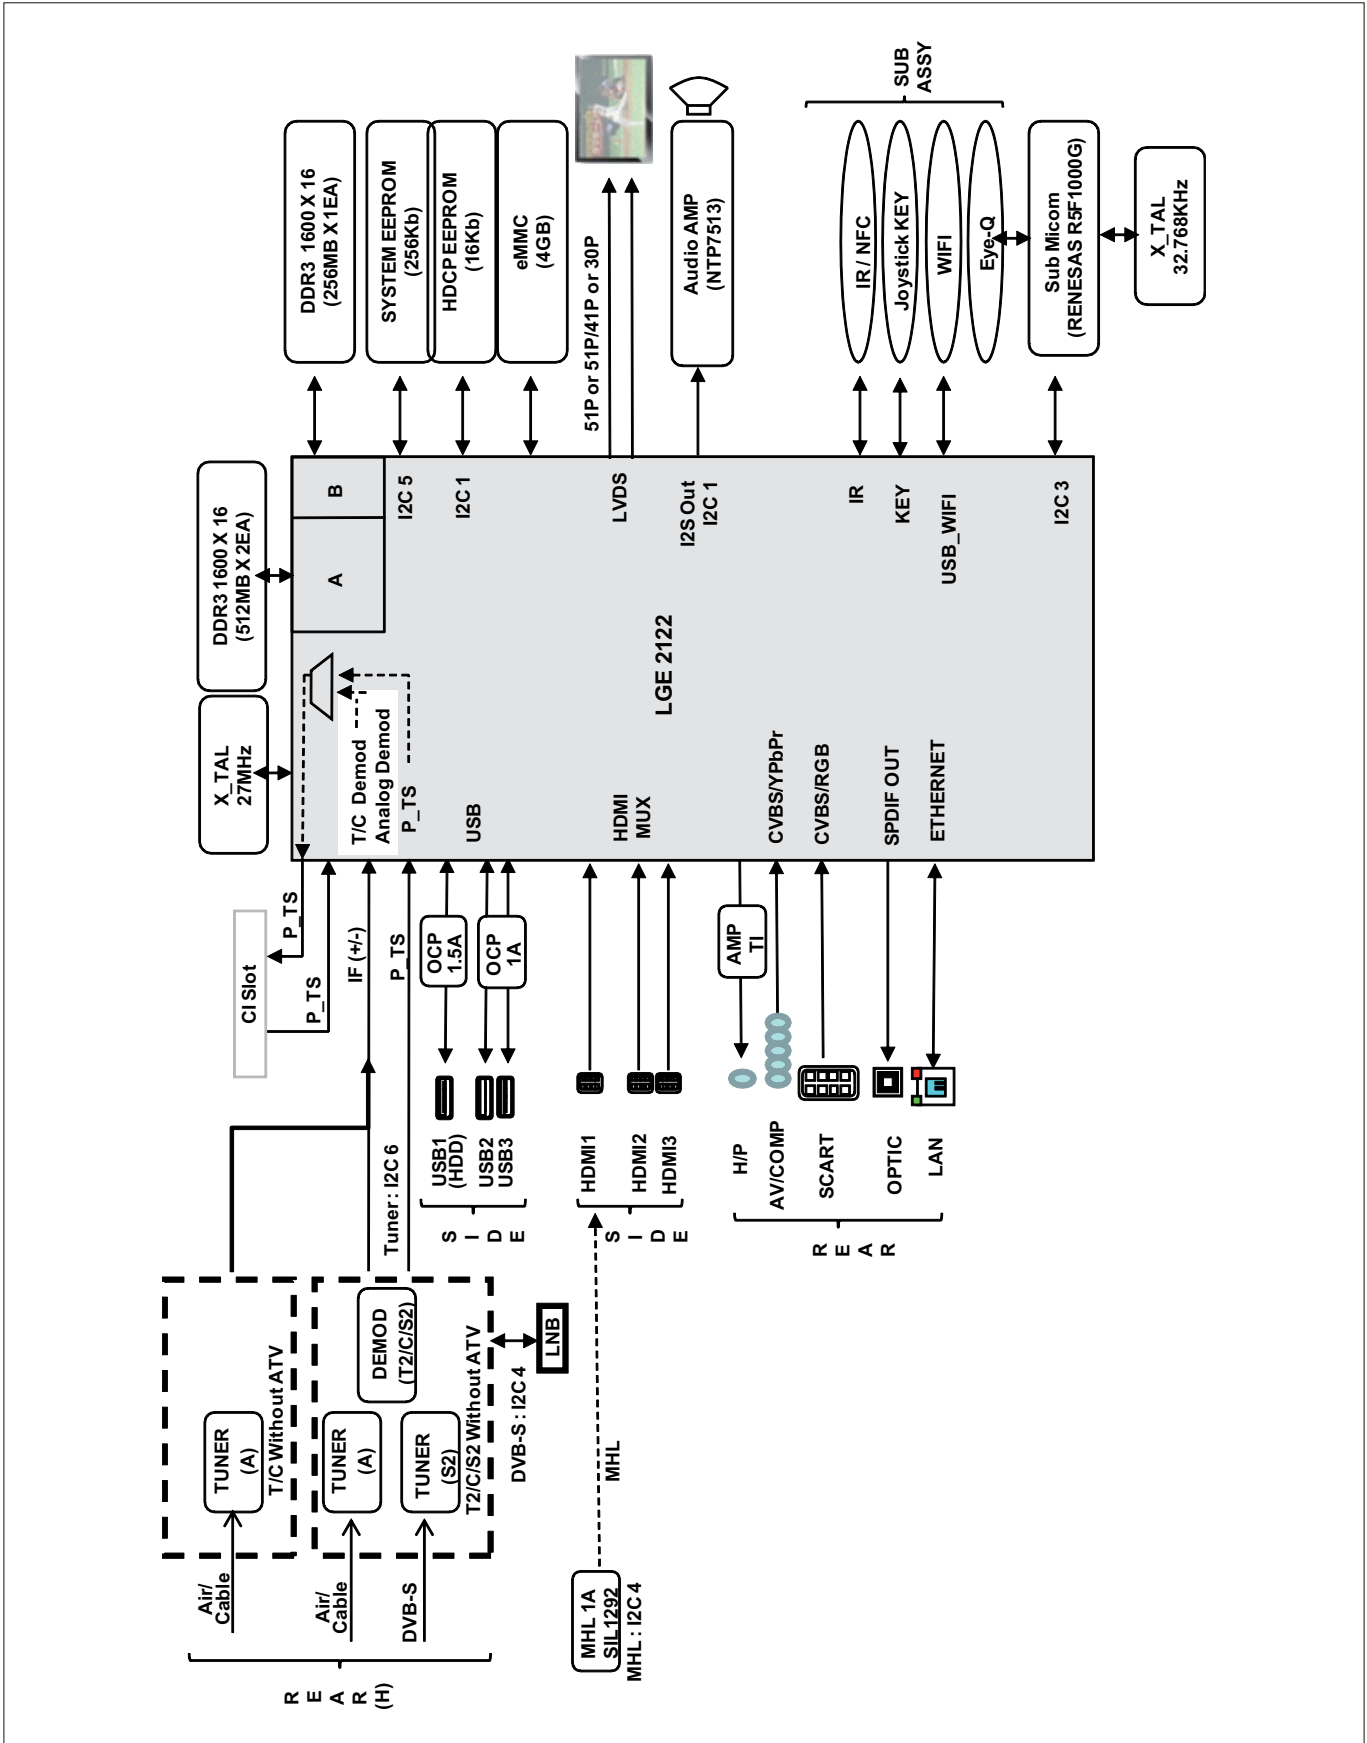 Air/
Cable
TUNER
(A)
T/C Without ATV
Air/
Cable
TUNER
(A)
DEMOD
(T2/C/S2)
DVB-S
TUNER
(S2)
T2/C/S2 Without ATV
R
E
A
R
(H)
DVB-S : I2C 4
LNB
Tuner : I2C 6
CI Slot
P_TS
P_TS
IF (+/-)
P_TS
USB1
(HDD)
USB2
USB3
S
I
D
E
OCP
1.5A
OCP
1A
MHL 1A
SIL1292
MHL : I2C 4
MHL
HDMI1
HDMI2
HDMI3
S
I
D
E
H/P
AV/COMP
SCART
OPTIC
LAN
R
E
A
R
AMP
TI
X_TAL
27MHz
DDR3 1600 X 16
(512MB X 2EA)
T/C Demod
Analog Demod
P_TS
A
B
USB
HDMI
MUX
CVBS/YPbPr
CVBS/RGB
SPDIF OUT
ETHERNET
LGE 2122
I2C 5
I2C 1
LVDS
I2S Out
I2C 1
IR
KEY
USB_WIFI
I2C 3
DDR3 1600 X 16
(256MB X 1EA)
SYSTEM EEPROM
(256Kb)
HDCP EEPROM
(16Kb)
eMMC
(4GB)
51P or 51P/41P or 30P
Audio AMP
(NTP7513)
IR / NFC
Joystick KEY
WIFI
Eye-Q
SUB
ASSY
Sub Micom
(RENESAS R5F1000G)
X_TAL
32.768KHz